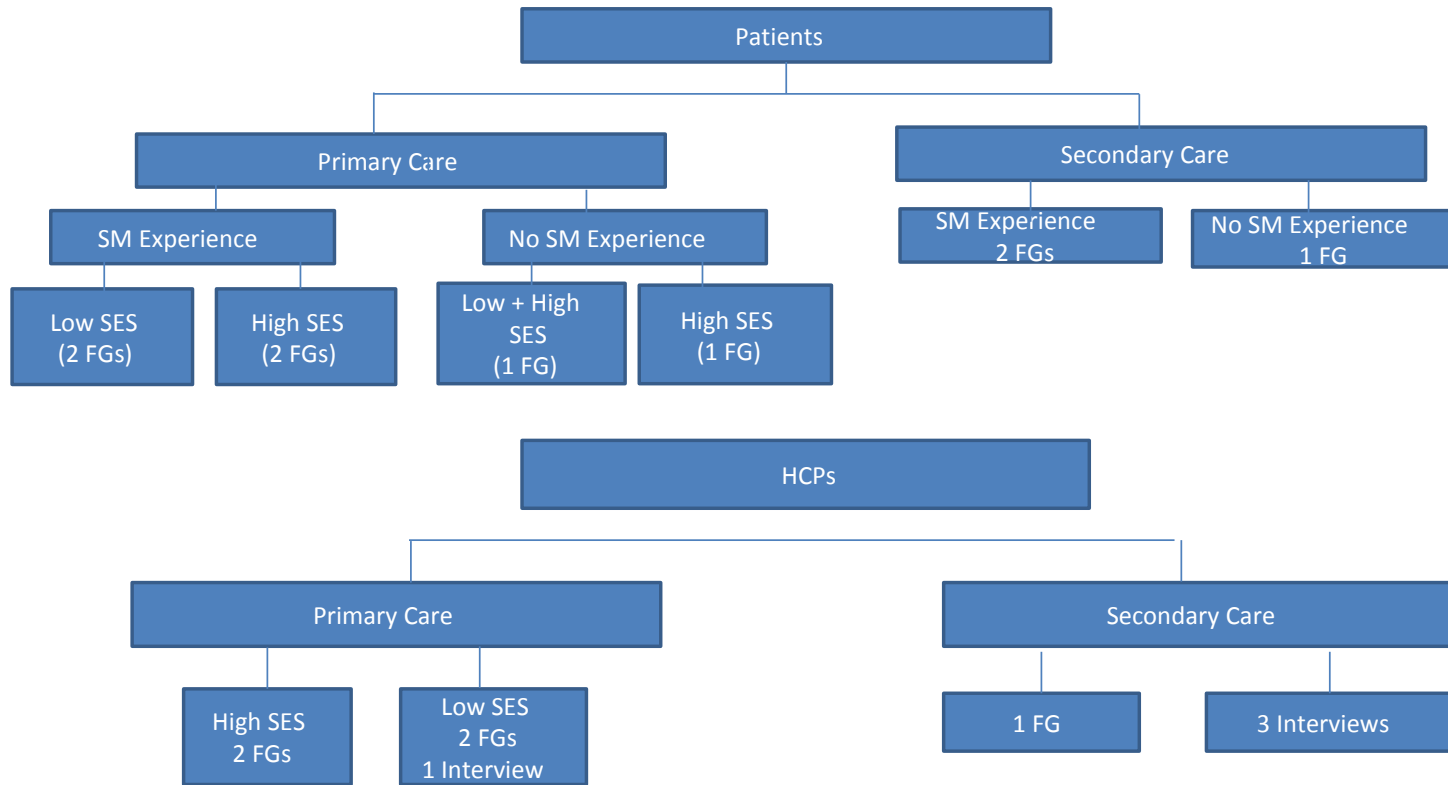 Patients
Primary Care
Secondary Care
SM Experience
No SM Experience
SM Experience
2 FGs
No SM Experience
1 FG
Low SES
(2 FGs)
High SES
(2 FGs)
Low + High
SES
(1 FG)
High SES
(1 FG)
HCPs
Primary Care
Secondary Care
High SES
2 FGs
Low SES
2 FGs
1 Interview
1 FG
3 Interviews